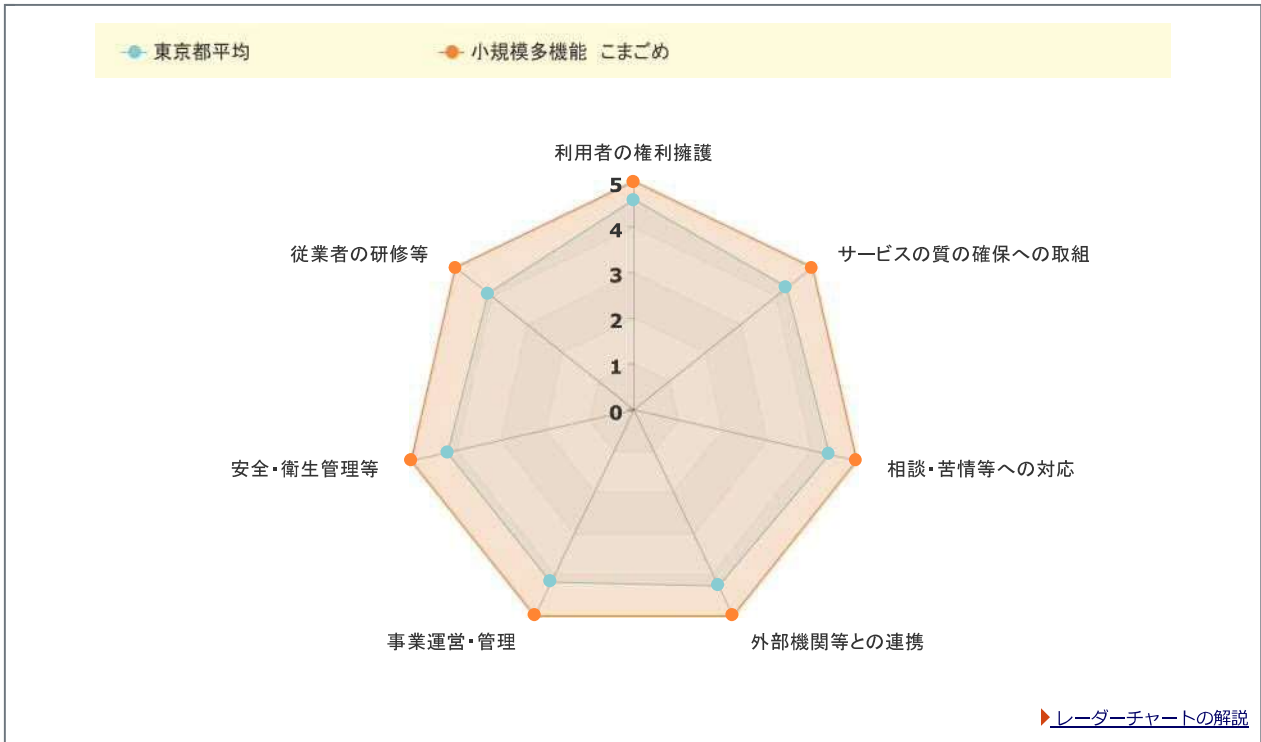 東京都平均
小規模多機能 こまごめ
利用者の権利擁護
5
従業者の研修等
サービスの質の確保への取組
4
3
2
1
0
安全・衛生管理等
相談・苦情等への対応
事業運営・管理
外部機関等との連携
レーダーチャートの解説